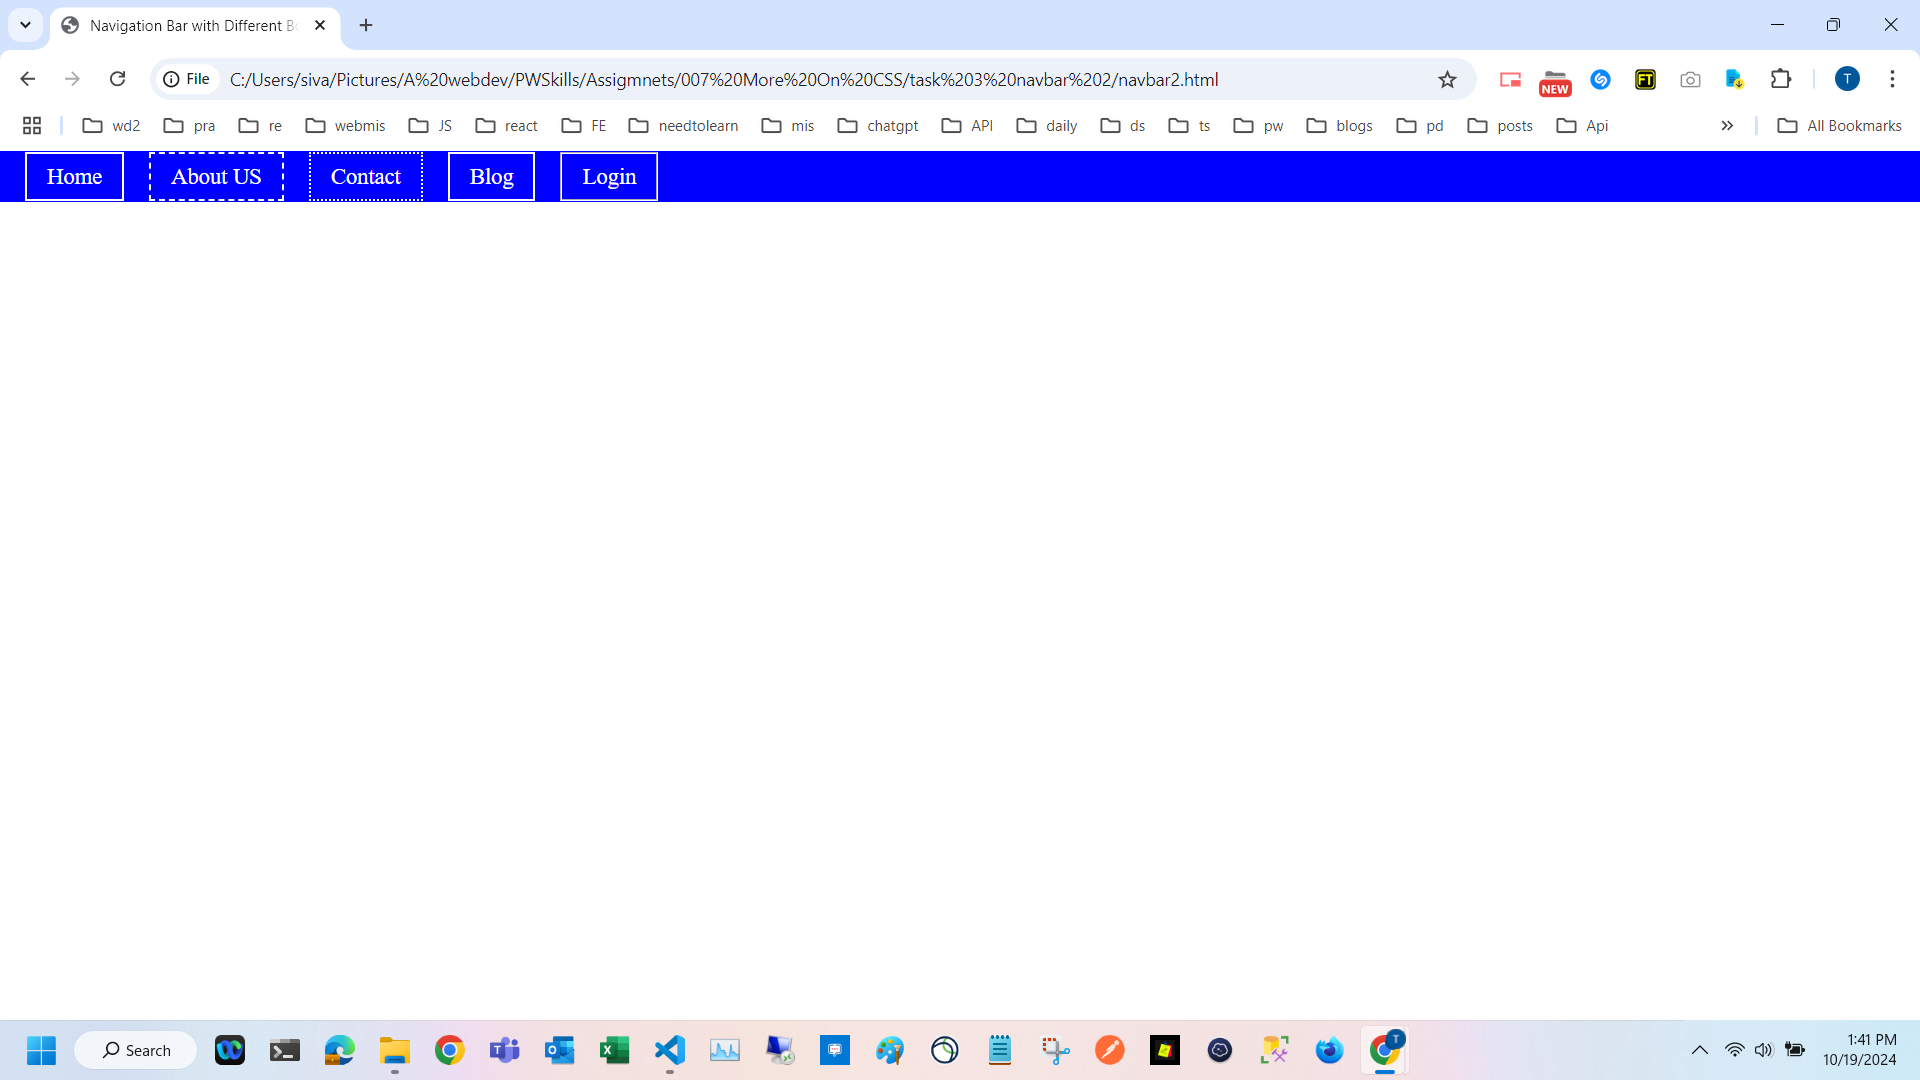 Navigation Bar with Different Bo
File C:/Users/siva/Pictures/A%20webdev/PWSkills/Assigmnets/007%20More%20On%20CSS/task%203%20navbar%202/navbar2.html
NEW
FT
T
wd2 pra re webmis JS react FE needtolearn mis chatgpt API daily ds ts pw blogs pd posts Api » All Bookmarks
Home About US Contact Blog Login
Search
T
1:41 PM
10/19/2024